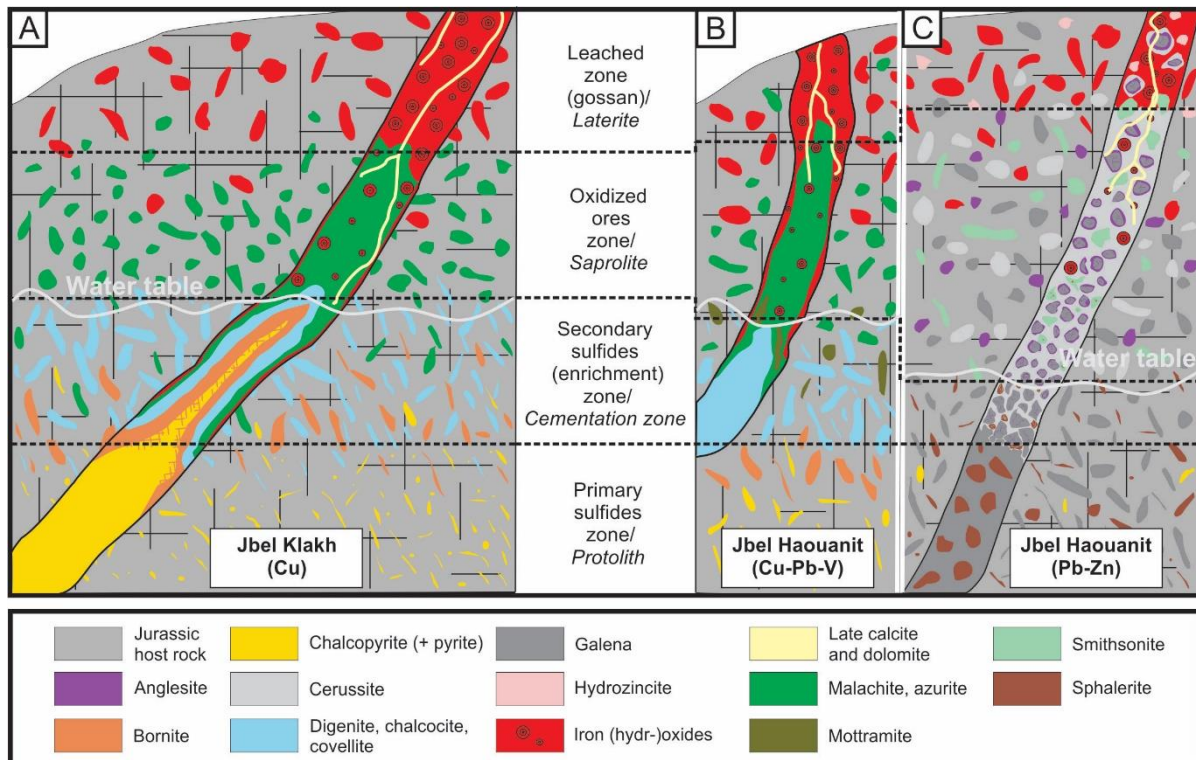 A
B
C
Leached
zone
(gossan)/
Laterite
Oxidized
ores
zone/
Saprolite
Water table
Secondary
sulfides
(enrichment)
zone/
Cementation zone
Water table
Primary
sulfides
zone/
Protolith
Jbel Klakh
(Cu)
Jbel Haouanit
(Cu-Pb-V)
Jbel Haouanit
(Pb-Zn)
Jurassic
host rock
Chalcopyrite (+ pyrite)
Galena
Late calcite
and dolomite
Smithsonite
Anglesite
Cerussite
Hydrozincite
Malachite, azurite
Sphalerite
Bornite
Digenite, chalcocite,
covellite
Iron (hydr-)oxides
Mottramite